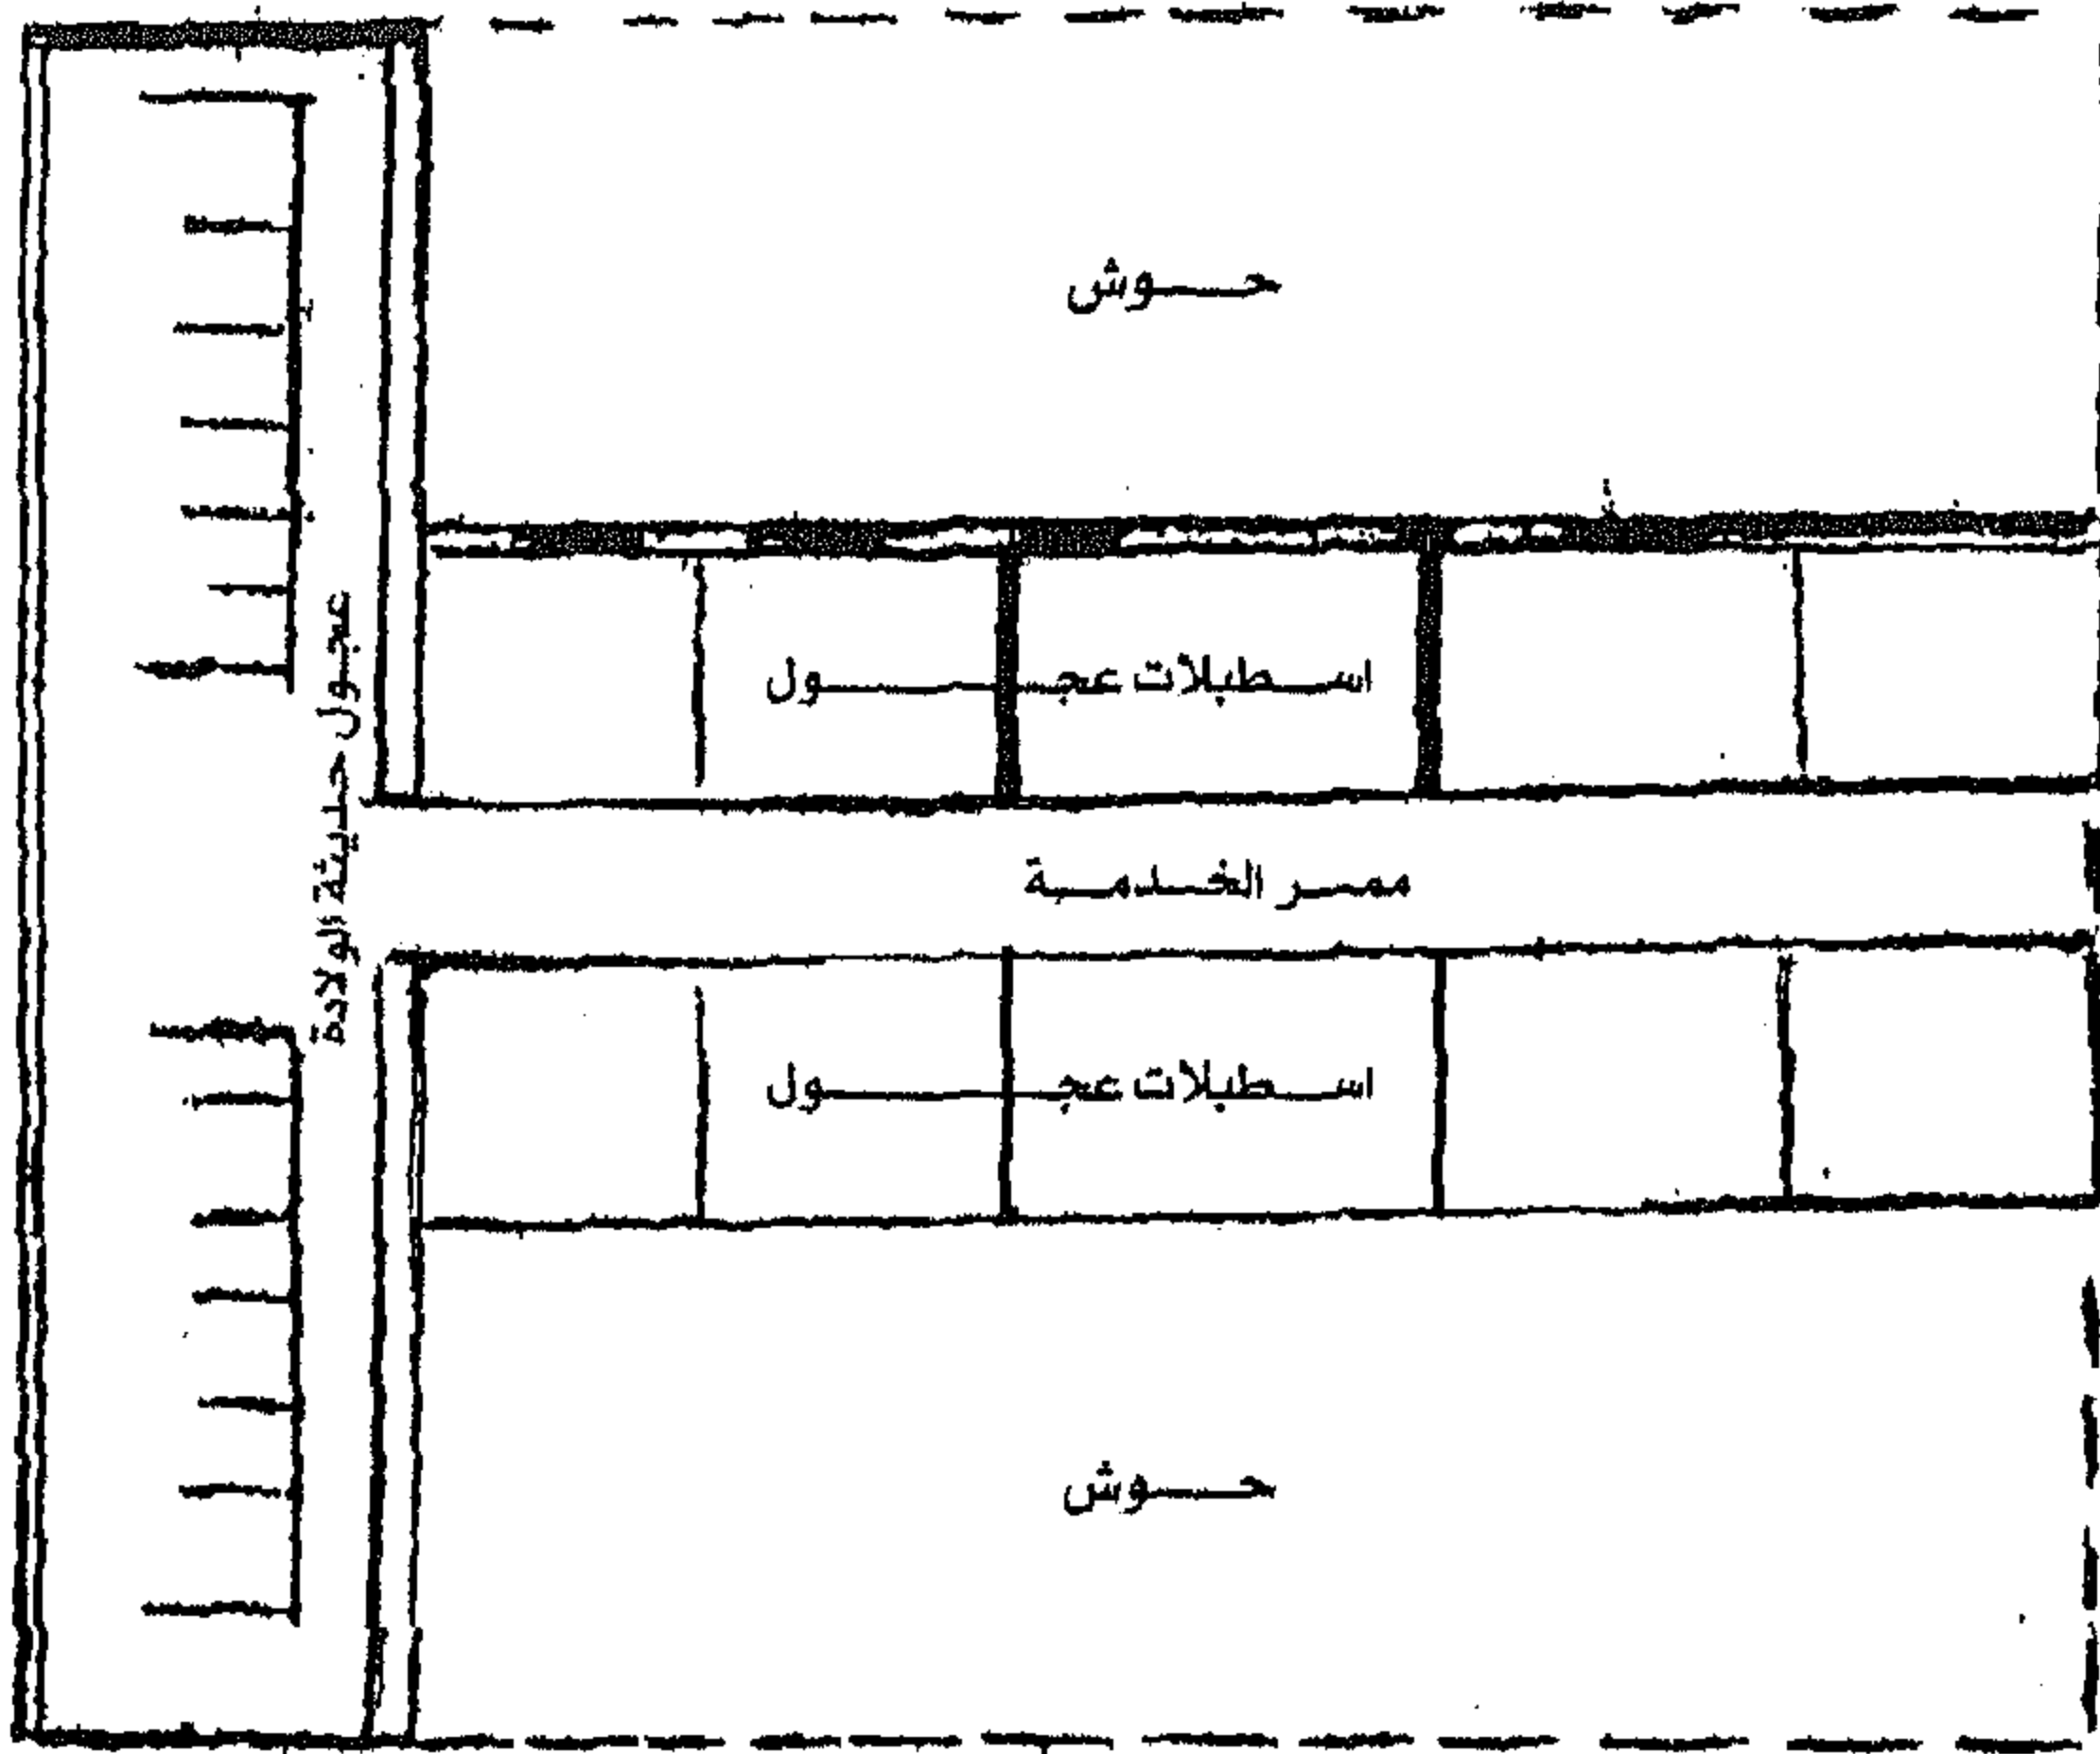 حوش
اسطبلات عجول
عجول حديثة الولادة
ممر الخدمة
اسطبلات عجول
حوش